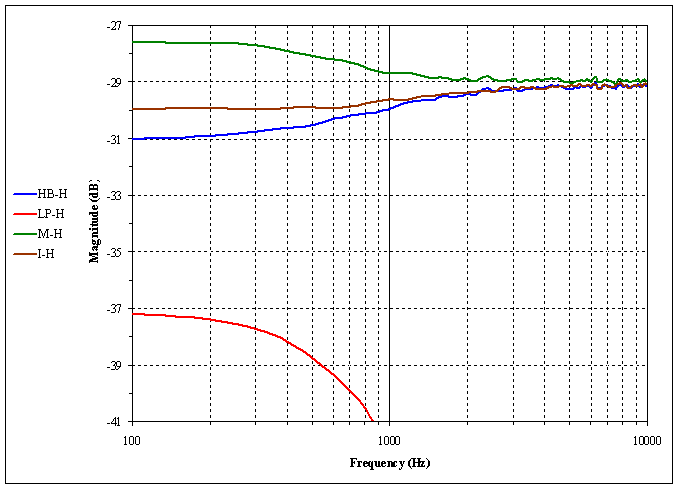 -27
-29
-31
-33
-35
-37
-39
-41
Magnitude (dB)
HB-H
LP-H
M-H
I-H
100
1000
10000
Frequency (Hz)